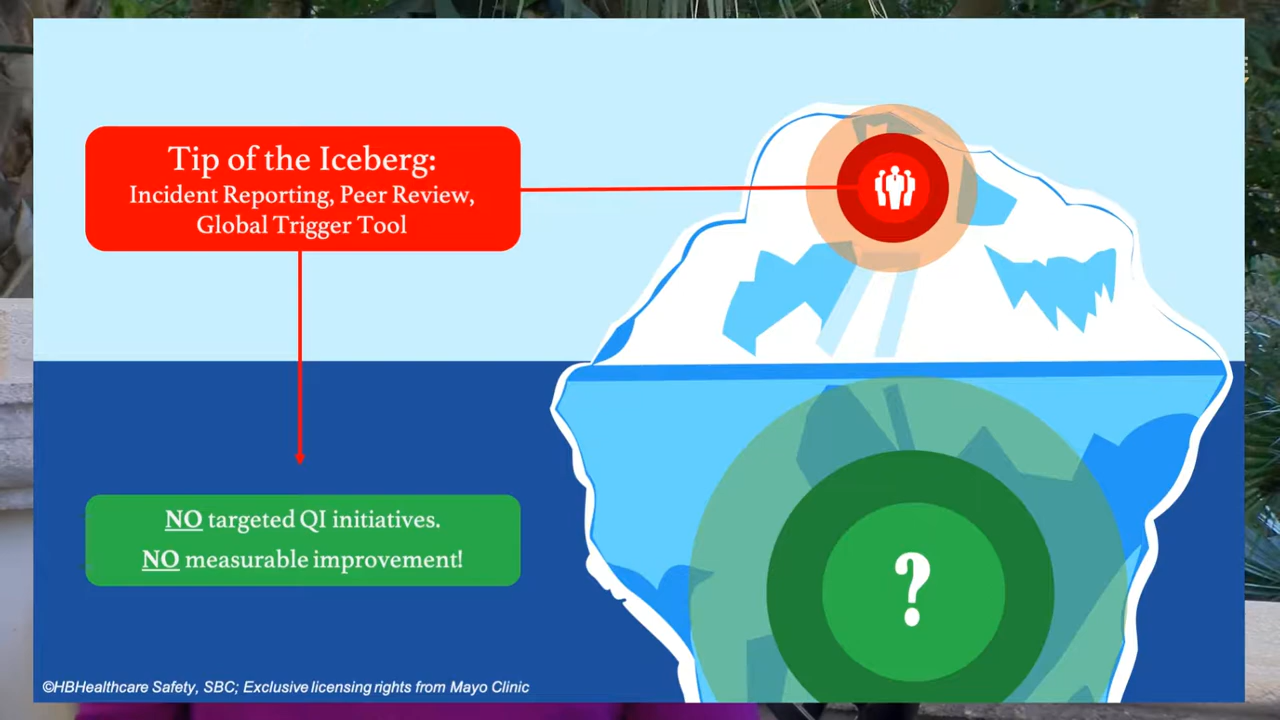 Tip of the Iceberg:
Incident Reporting, Peer Review,
Global Trigger Tool
NO targeted QI initiatives.
NO measurable improvement!
?
©HBHealthcare Safety, SBC; Exclusive licensing rights from Mayo Clinic